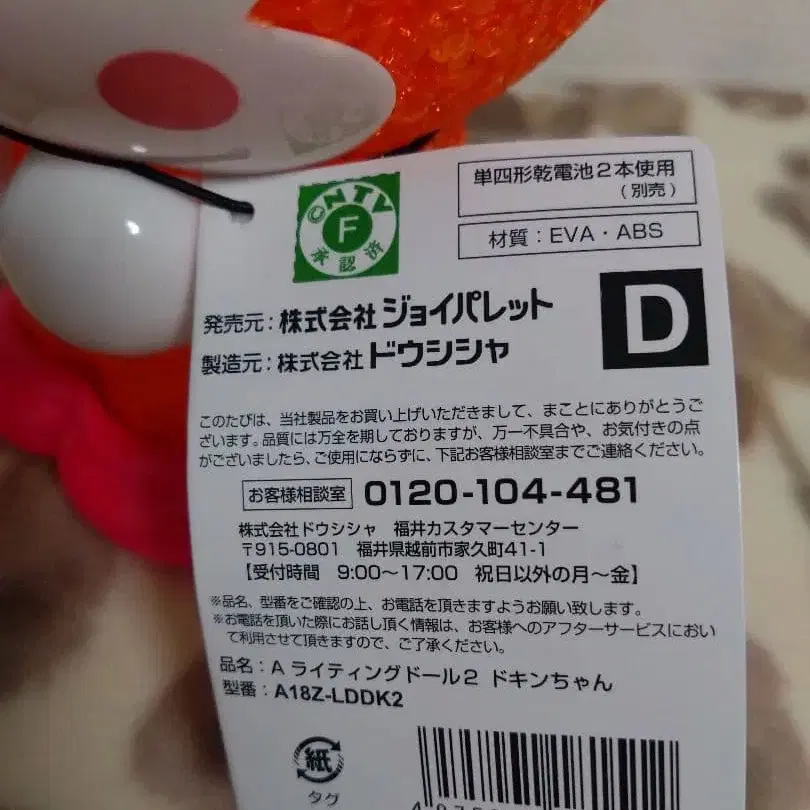 CNTV
F
承認済
単四形乾電池2本使用
(別売)
材質:EVA・ABS
発売元:株式会社ジョイパレット
製造元:株式会社ドウシシャ
D
このたびは、当社製品をお買い上げいただきまして、まことにありがとうご
ざいます。品質には万全を期しておりますが、万一不具合や、お気付きの点
がございましたら、ご使用にならずに、下記お客様相談室までご連絡ください。
お客様相談室 0120-104-481
株式会社ドウシシャ 福井カスタマーセンター
〒915-0801 福井県越前市家久町41-1
【受付時間 9:00〜17:00 祝日以外の月〜金】
※品名、型番をご確認の上、お電話を頂きますようお願い致します。
※お電話を頂いた際にお話し頂く情報は、お客様へのアフターサービスにおい
て利用させて頂きますので、ご了承ください。
品名:A ライティングドール2 ドキンちゃん
型番:A18Z-LDDK2
紙
タグ